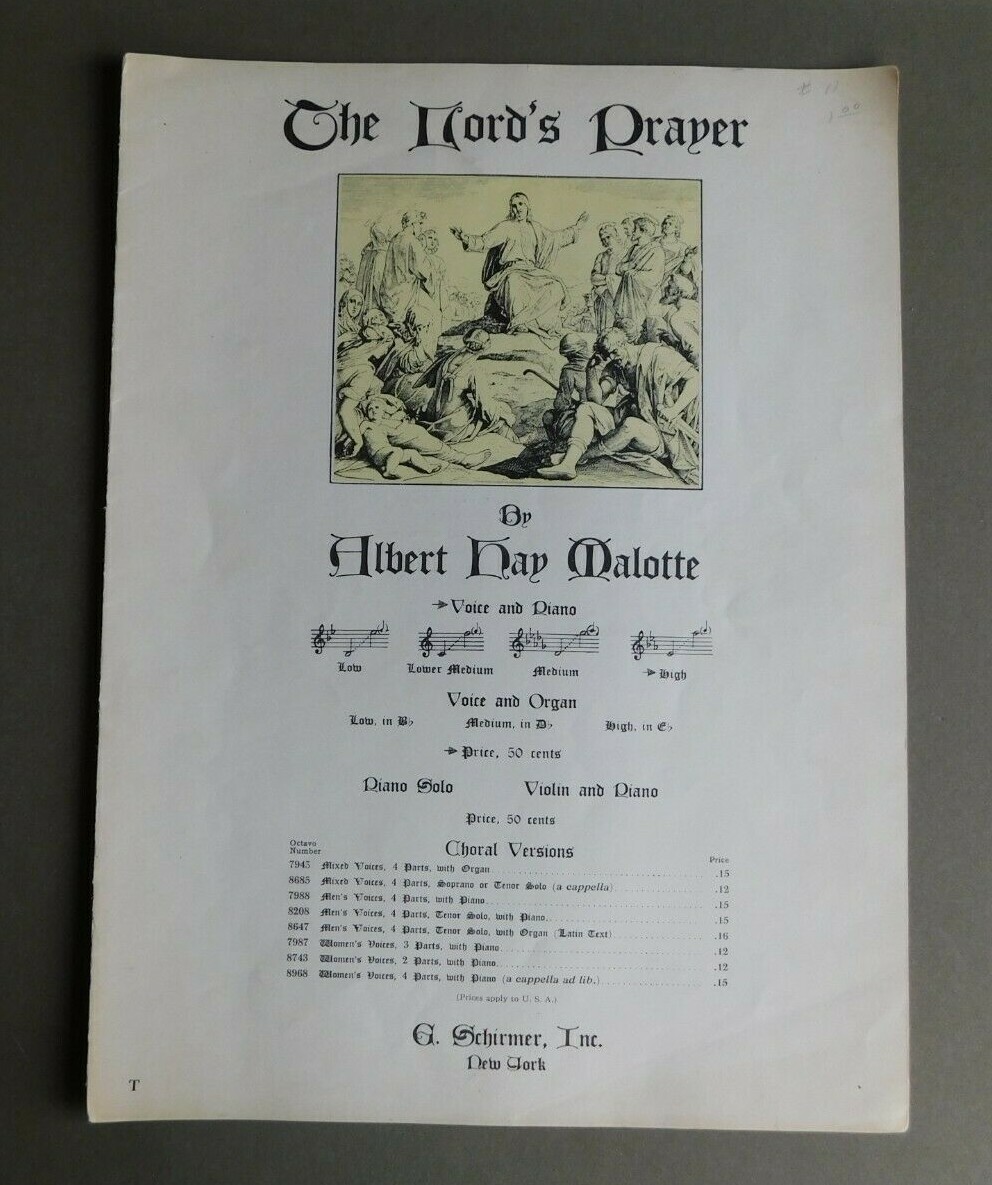 The Lord's Prayer
1.00
By
Albert Hay Malotte
Voice and Piano
Low Lower Medium Medium High
Voice and Organ
Low, in B♭ Medium, in D♭ High, in E♭
Price, 50 cents
Piano Solo Violin and Piano
Price, 50 cents
Octavo
Number
Choral Versions
Price
7945 Mixed Voices, 4 Parts, with Organ .15
8685 Mixed Voices, 4 Parts, Soprano or Tenor Solo (a cappella) .12
7988 Men's Voices, 4 Parts, with Piano .15
8208 Men's Voices, 4 Parts, Tenor Solo, with Piano .15
8647 Men's Voices, 4 Parts, Tenor Solo, with Organ (Latin Text) .16
7987 Women's Voices, 3 Parts, with Piano .12
8743 Women's Voices, 2 Parts, with Piano .12
8968 Women's Voices, 4 Parts, with Piano (a cappella ad lib.) .15
(Prices apply to U. S. A.)
G. Schirmer, Inc.
New York
T